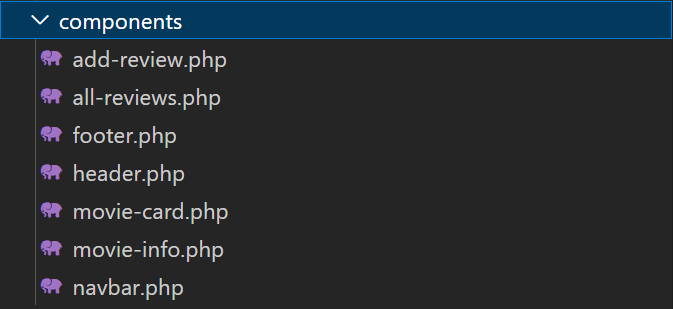 components
add-review.php
all-reviews.php
footer.php
header.php
movie-card.php
movie-info.php
navbar.php